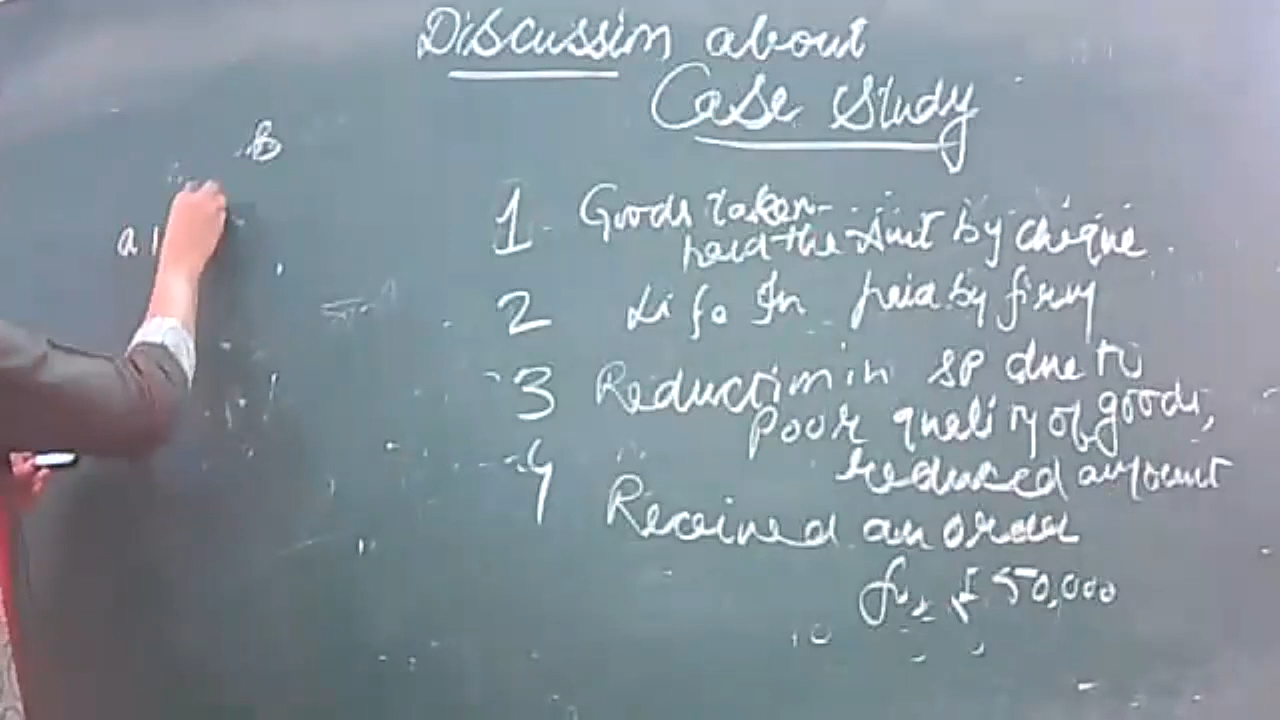 Discussion about
Case Study
B
a
1 Goods taken-
paid the Amt by cheque.
2 Life In paid by firm
3 Reduction in SP due to
poor quality of goods,
reduced amount
4 Received an order
for ₹ 50,000